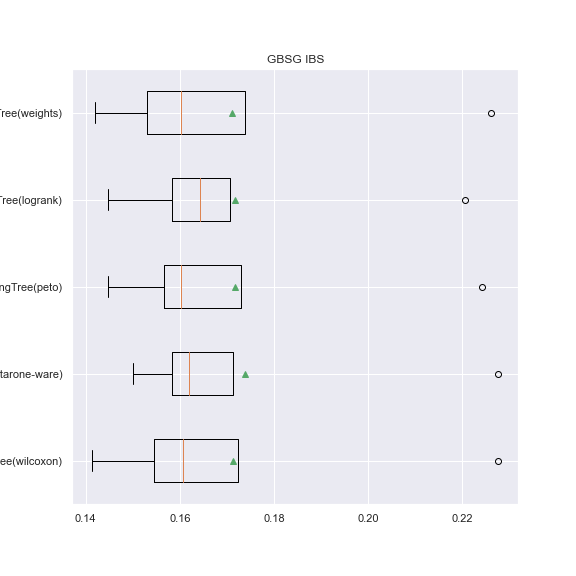 GBSG IBS
Tree(weights)
Tree(logrank)
ngTree(peto)
tarone-ware)
ee(wilcoxon)
0.14 0.16 0.18 0.20 0.22